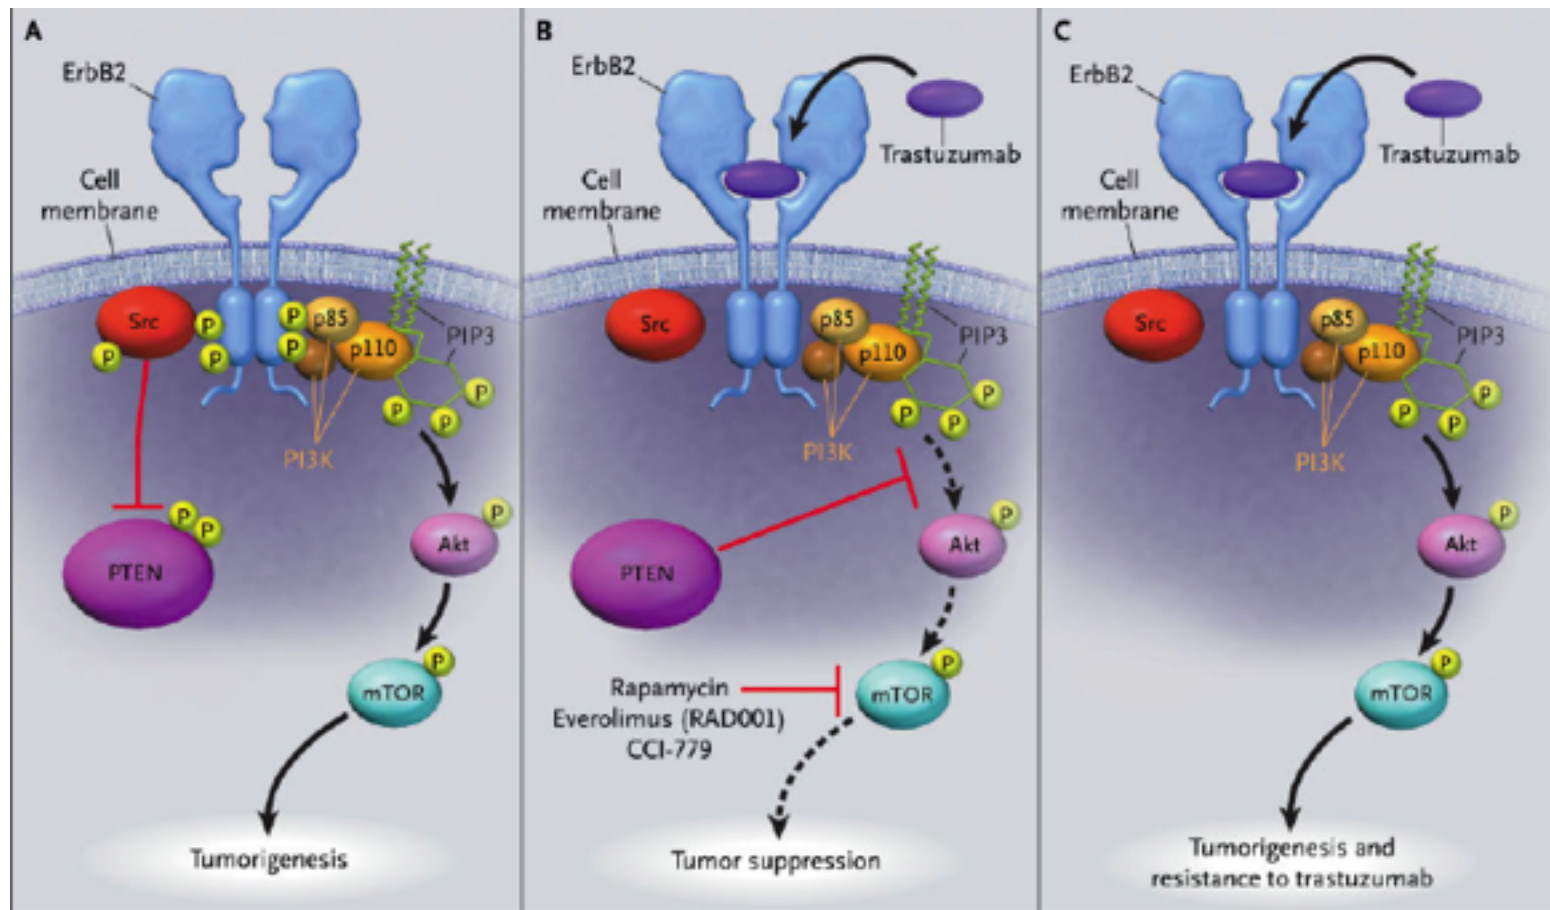 A
ErbB2
Cell
membrane
Src
P
P
P
P
P
p85
p110
PIP3
P
P
P
PI3K
P
P
PTEN
P
Akt
P
mTOR
Tumorigenesis
B
ErbB2
Trastuzumab
Cell
membrane
Src
p85
p110
PIP3
P
P
P
PI3K
PTEN
P
Akt
P
mTOR
Rapamycin
Everolimus (RAD001)
CCI-779
Tumor suppression
C
ErbB2
Trastuzumab
Cell
membrane
Src
p85
p110
PIP3
P
P
P
PI3K
P
Akt
P
mTOR
Tumorigenesis and
resistance to trastuzumab